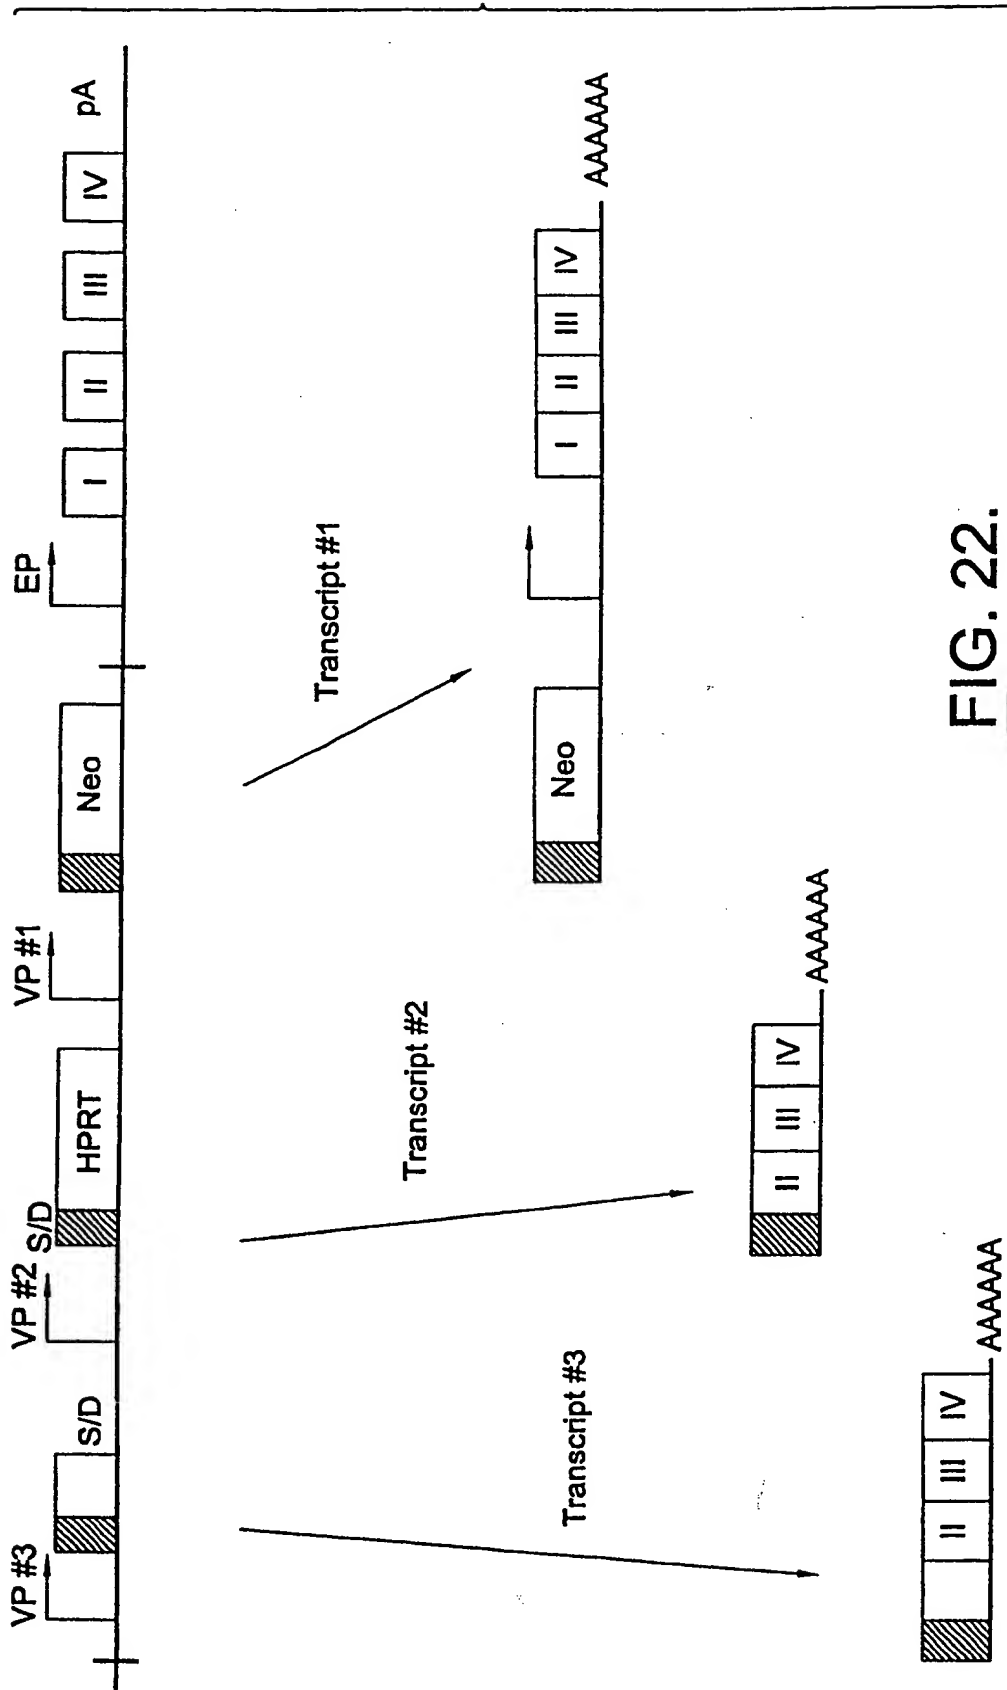 VP #3
S/D
VP #2
S/D
HPRT
VP #1
Neo
EP
I
II
III
IV
pA
Transcript #3
Transcript #2
Transcript #1
Neo
I
II
III
IV
AAAAAA
II
III
IV
AAAAAA
II
III
IV
AAAAAA
FIG. 22.